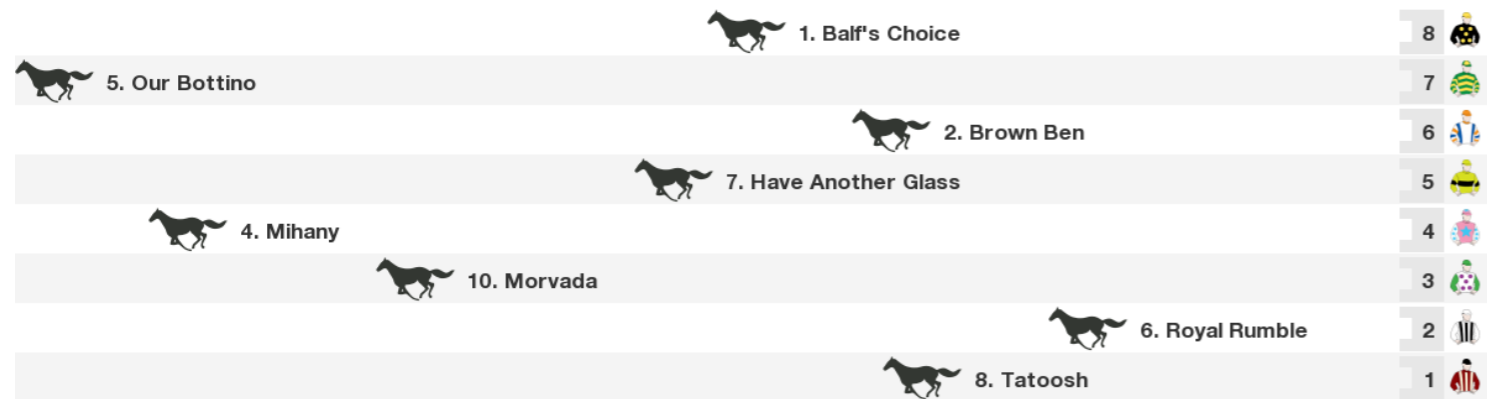 1. Balf's Choice 8
5. Our Bottino 7
2. Brown Ben 6
7. Have Another Glass 5
4. Mihany 4
10. Morvada 3
6. Royal Rumble 2
8. Tatoosh 1